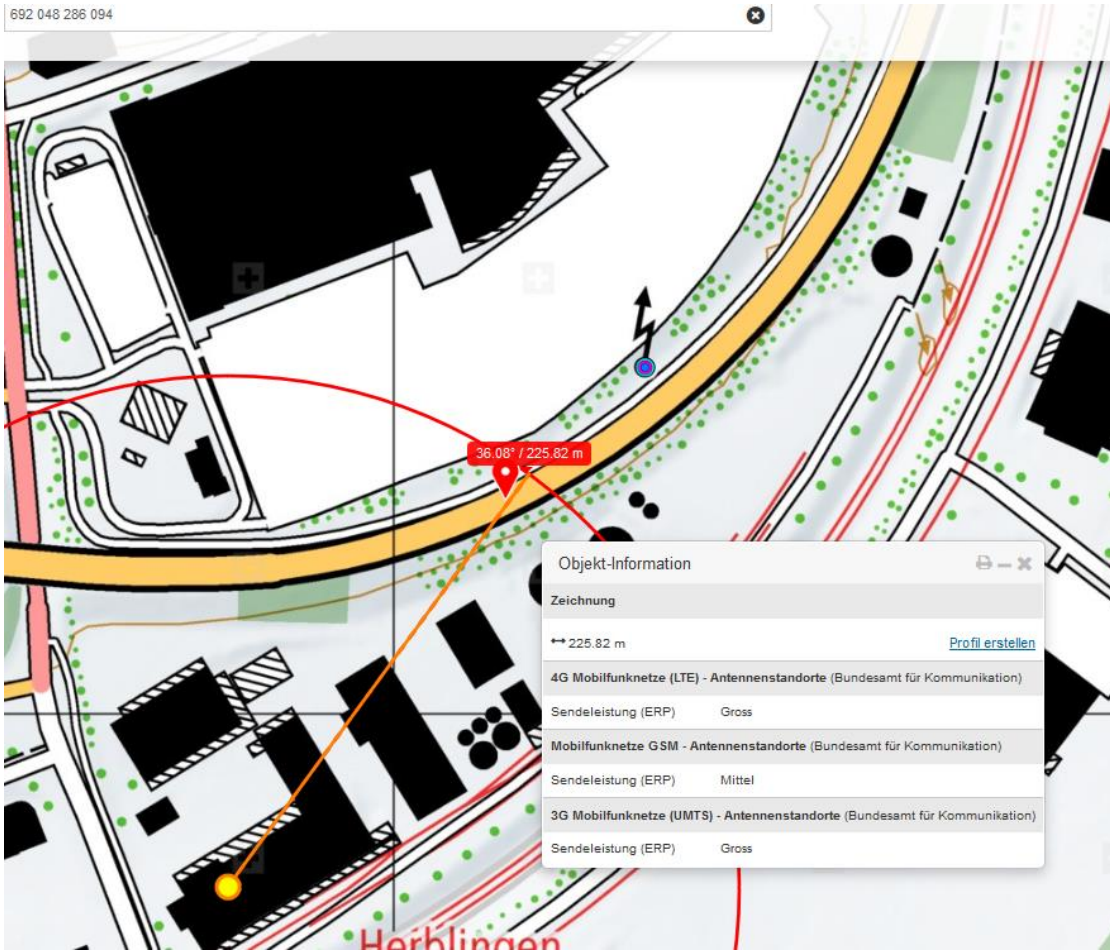 692 048 286 094
36.08° / 225.82 m
Objekt-Information
Zeichnung
↔ 225.82 m Profil erstellen
4G Mobilfunknetze (LTE) - Antennenstandorte (Bundesamt für Kommunikation)
Sendeleistung (ERP) Gross
Mobilfunknetze GSM - Antennenstandorte (Bundesamt für Kommunikation)
Sendeleistung (ERP) Mittel
3G Mobilfunknetze (UMTS) - Antennenstandorte (Bundesamt für Kommunikation)
Sendeleistung (ERP) Gross
Herblingen